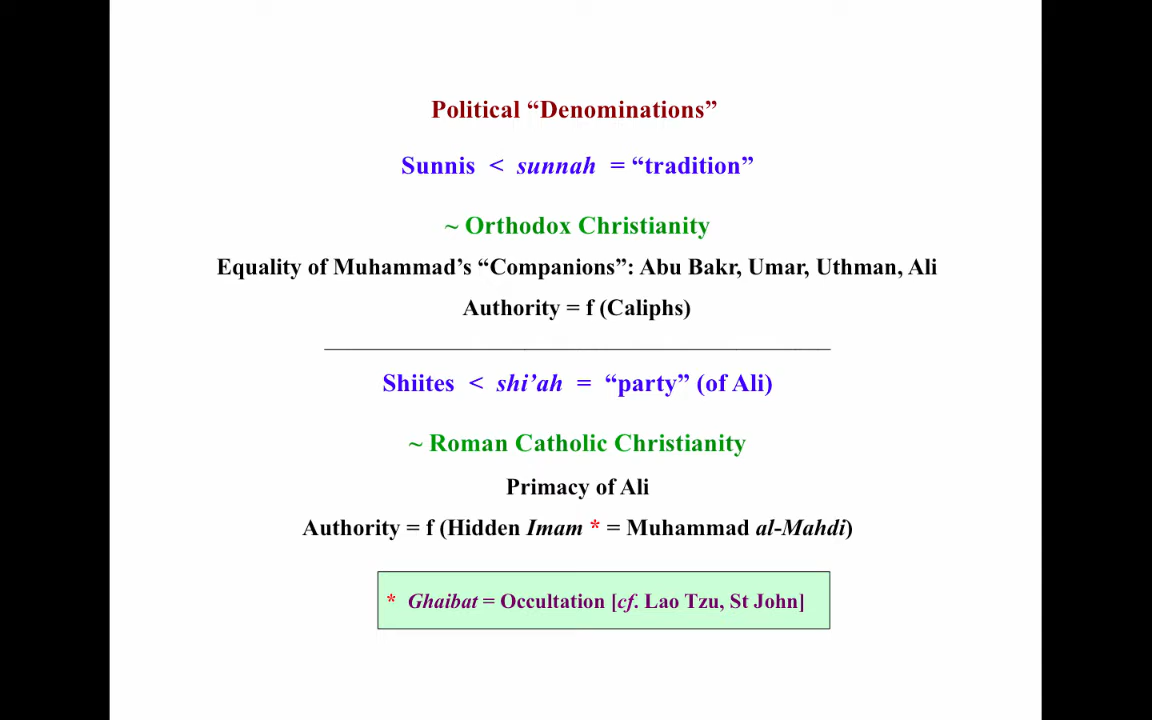 Political “Denominations”
Sunnis < sunnah = “tradition”
~ Orthodox Christianity
Equality of Muhammad’s “Companions”: Abu Bakr, Umar, Uthman, Ali
Authority = f (Caliphs)
Shiites < shi’ah = “party” (of Ali)
~ Roman Catholic Christianity
Primacy of Ali
Authority = f (Hidden Imam * = Muhammad al-Mahdi)
* Ghaibat = Occultation [cf. Lao Tzu, St John]